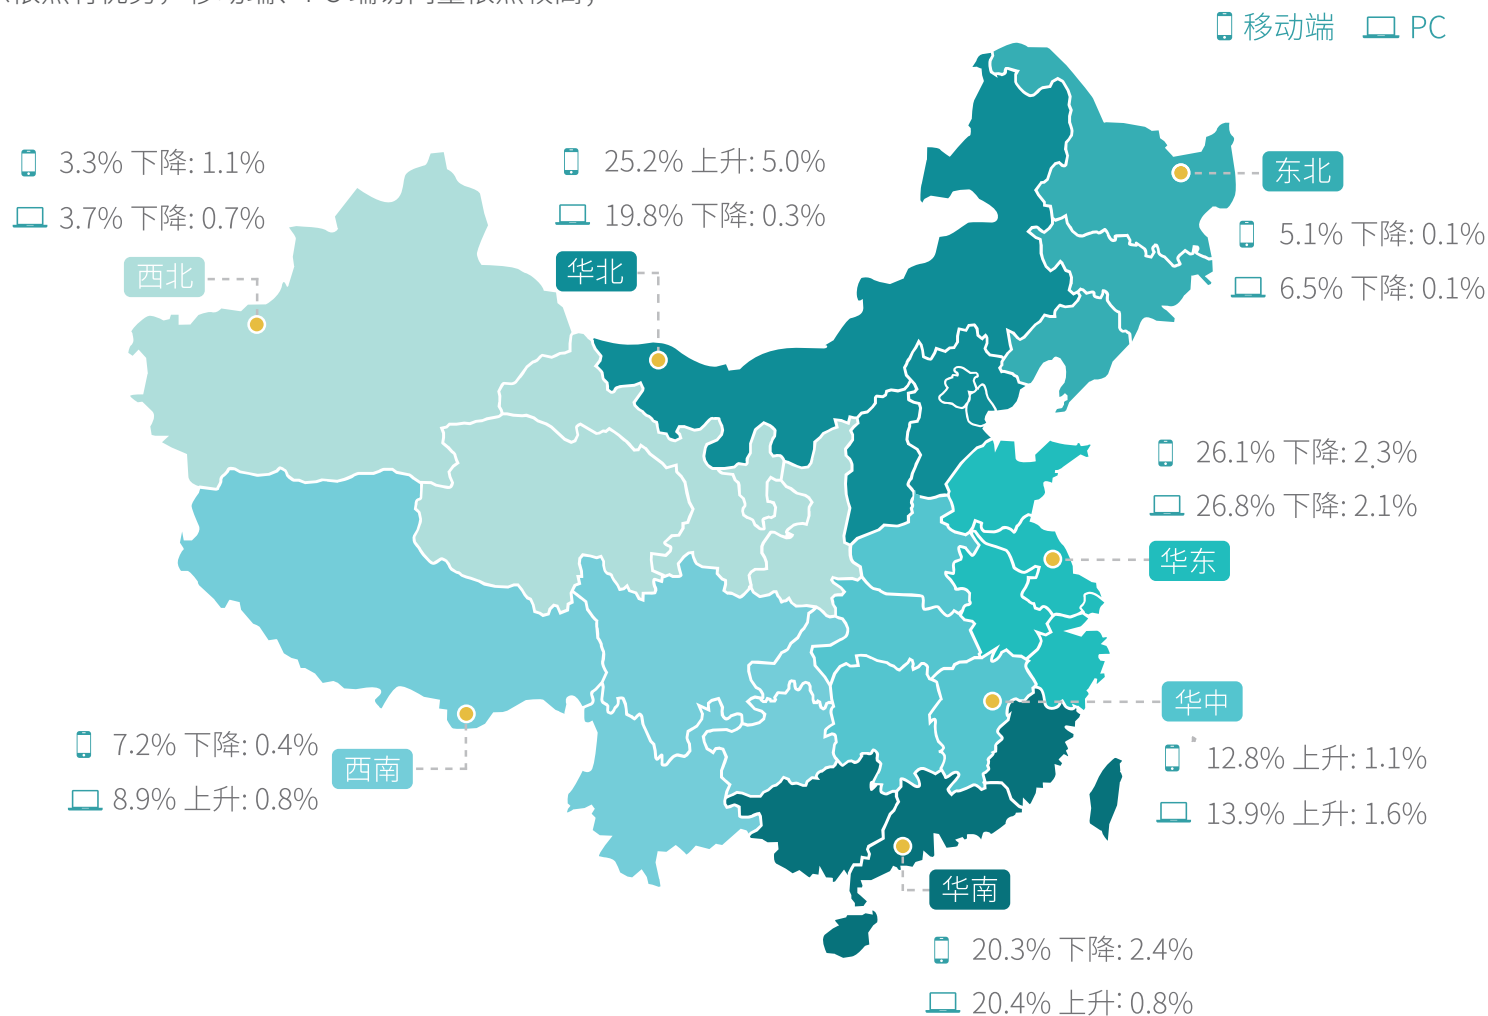 移动端 PC
3.3% 下降: 1.1%
3.7% 下降: 0.7%
西北
25.2% 上升: 5.0%
19.8% 下降: 0.3%
华北
东北
5.1% 下降: 0.1%
6.5% 下降: 0.1%
26.1% 下降: 2.3%
26.8% 下降: 2.1%
华东
华中
12.8% 上升: 1.1%
13.9% 上升: 1.6%
7.2% 下降: 0.4%
8.9% 上升: 0.8%
西南
华南
20.3% 下降: 2.4%
20.4% 上升: 0.8%